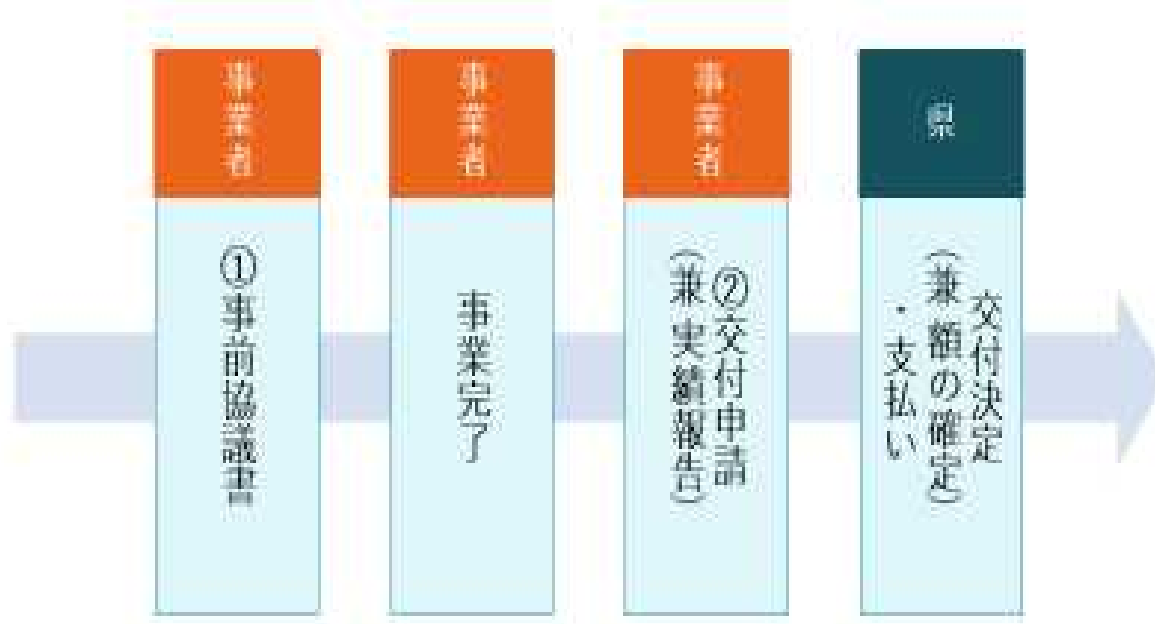 事業者
①事前協議書
事業者
事業完了
事業者
②交付申請
（兼 実績報告）
県
交付決定
（兼 額の確定）
・支払い